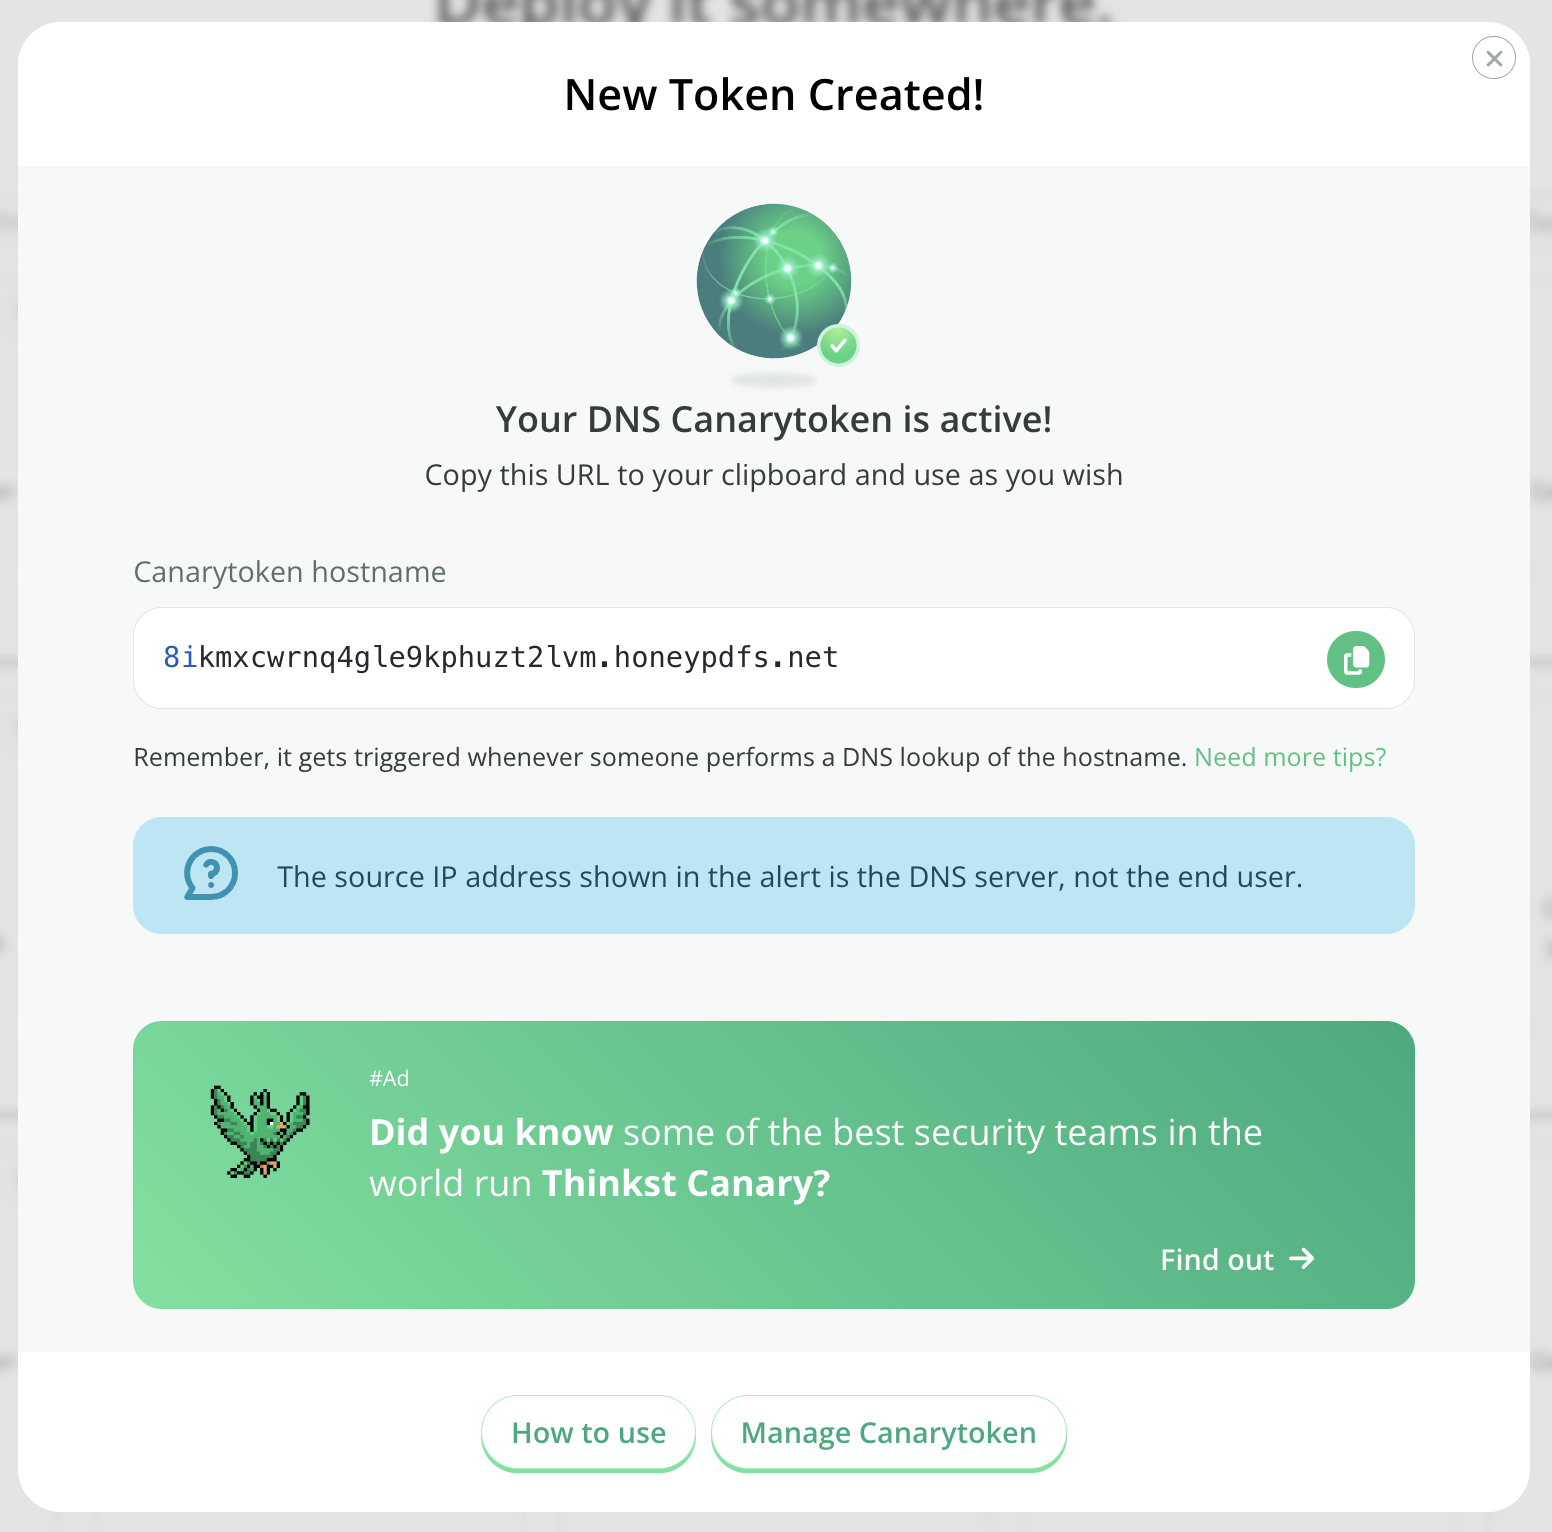 Deploy it somewhere.
New Token Created!
Your DNS Canarytoken is active!
Copy this URL to your clipboard and use as you wish
Canarytoken hostname
8ikmxcwrnq4gle9kphuzt2lvm.honeypdfs.net
Remember, it gets triggered whenever someone performs a DNS lookup of the hostname. Need more tips?
The source IP address shown in the alert is the DNS server, not the end user.
#Ad
Did you know some of the best security teams in the
world run Thinkst Canary?
Find out
How to use
Manage Canarytoken